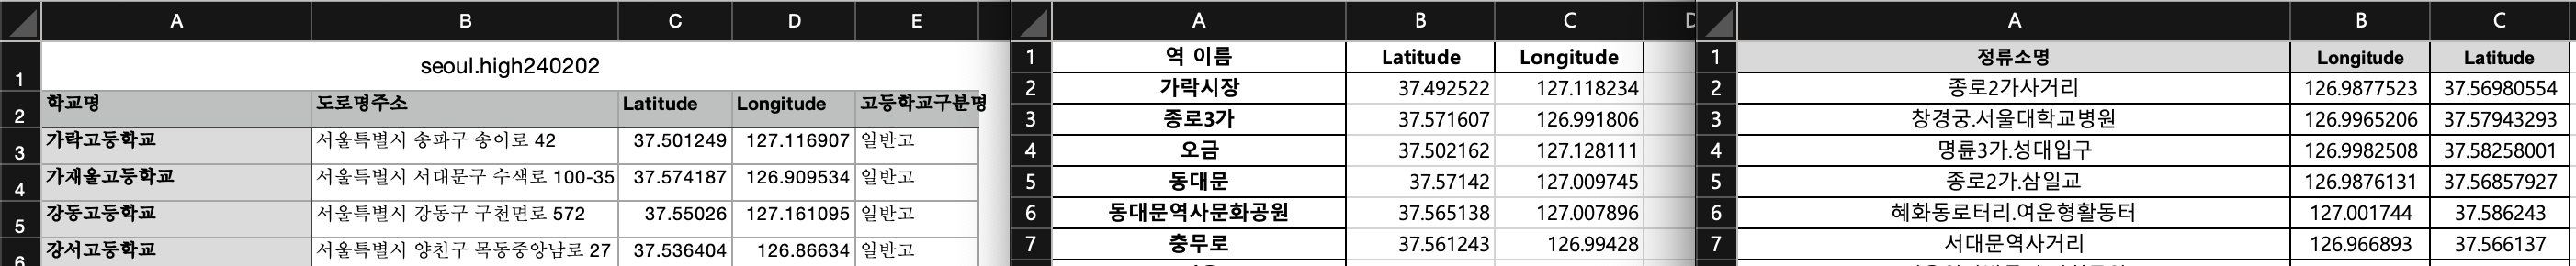 A B C D E
1 seoul.high240202
2 학교명 도로명주소 Latitude Longitude 고등학교구분명
3 가락고등학교 서울특별시 송파구 송이로 42 37.501249 127.116907 일반고
4 가재울고등학교 서울특별시 서대문구 수색로 100-35 37.574187 126.909534 일반고
5 강동고등학교 서울특별시 강동구 구천면로 572 37.55026 127.161095 일반고
6 강서고등학교 서울특별시 양천구 목동중앙남로 27 37.536404 126.86634 일반고
A B C D
1 역 이름 Latitude Longitude
2 가락시장 37.492522 127.118234
3 종로3가 37.571607 126.991806
4 오금 37.502162 127.128111
5 동대문 37.57142 127.009745
6 동대문역사문화공원 37.565138 127.007896
7 충무로 37.561243 126.99428
A B C
1 정류소명 Longitude Latitude
2 종로2가사거리 126.9877523 37.56980554
3 창경궁.서울대학교병원 126.9965206 37.57943293
4 명륜3가.성대입구 126.9982508 37.58258001
5 종로2가.삼일교 126.9876131 37.56857927
6 혜화동로터리.여운형활동터 127.001744 37.586243
7 서대문역사거리 126.966893 37.566137